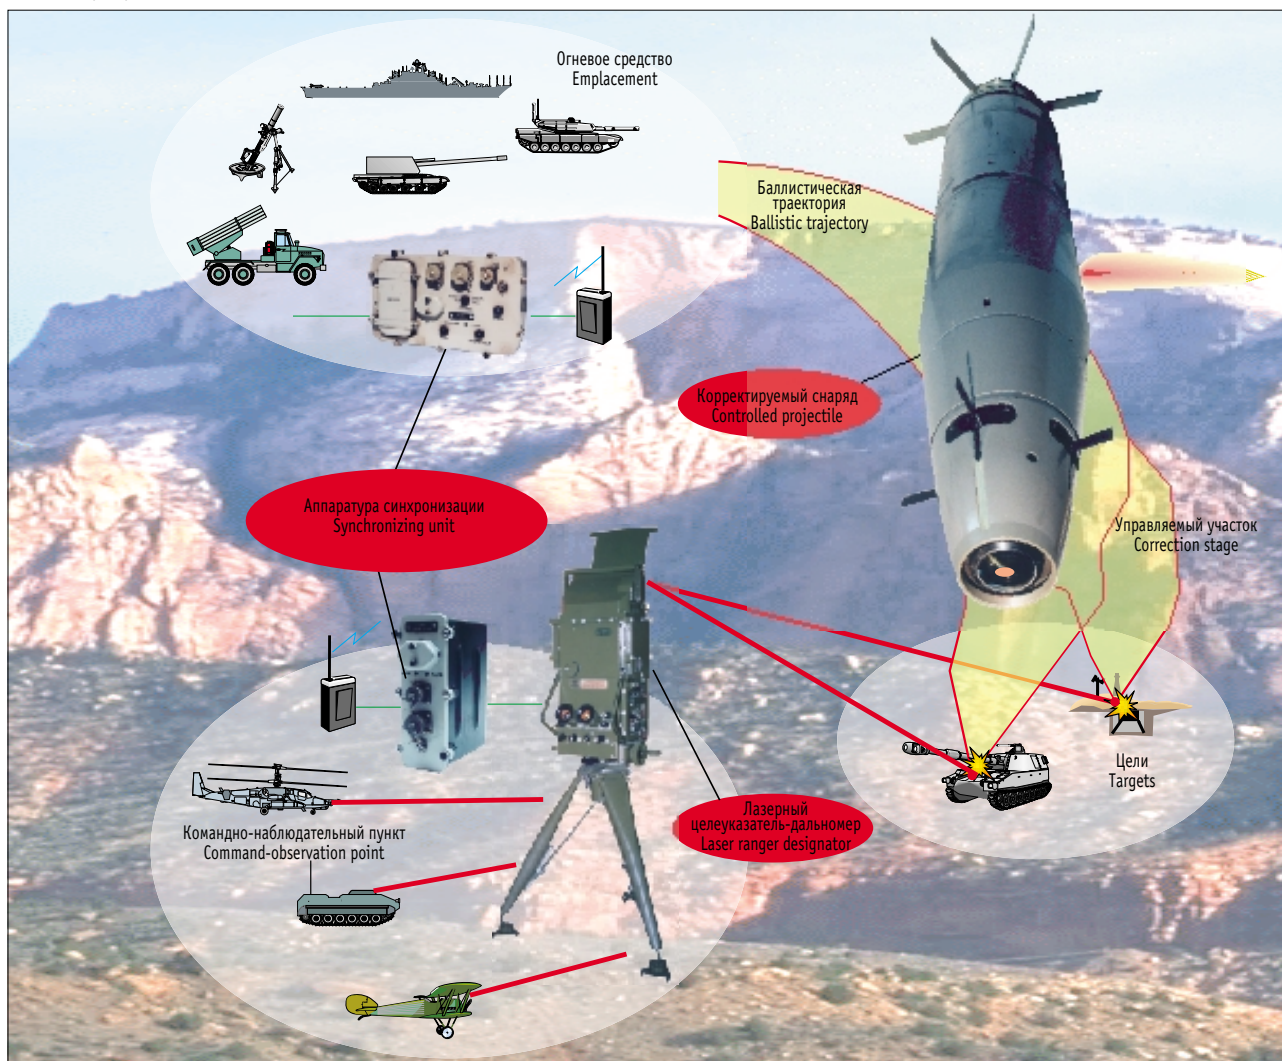 Огневое средство
Emplacement
Баллистическая
траектория
Ballistic trajectory
Корректируемый снаряд
Controlled projectile
Аппаратура синхронизации
Synchronizing unit
Управляемый участок
Correction stage
Цели
Targets
Лазерный
целеуказатель-дальномер
Laser ranger designator
Командно-наблюдательный пункт
Command-observation point